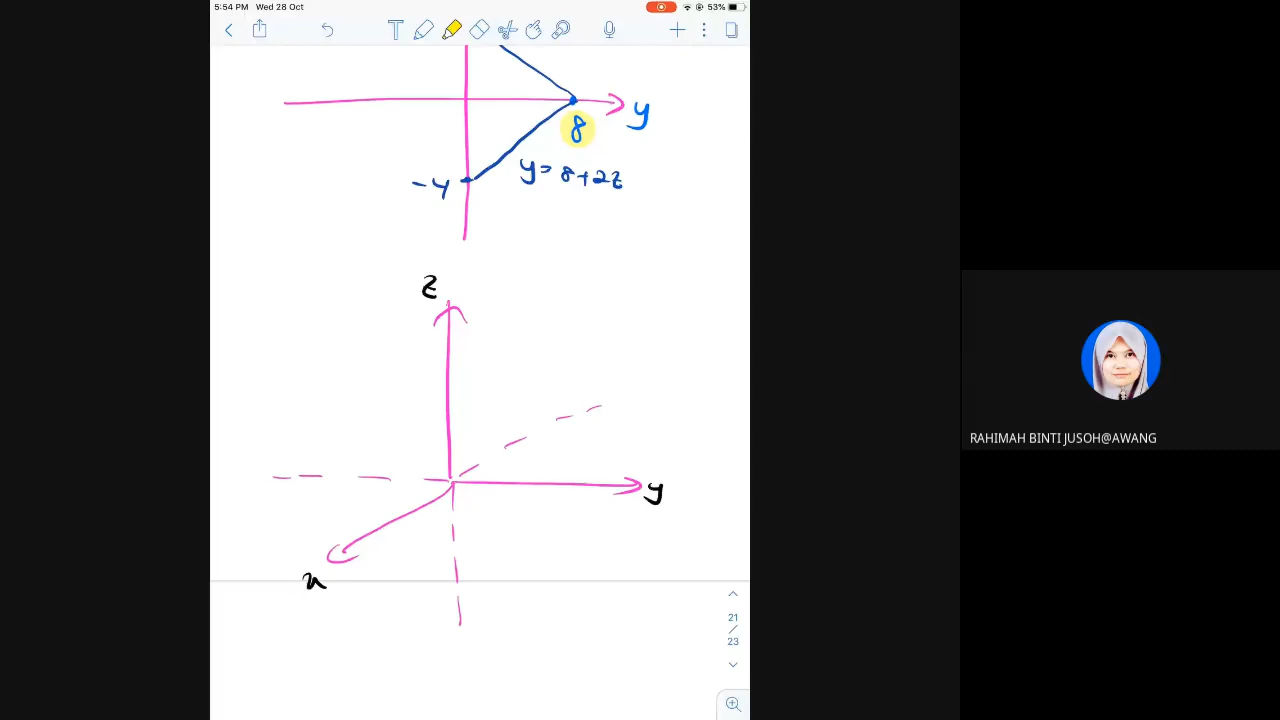 5:54 PM Wed 28 Oct
53%
y
8
y = 8+2z
-4
z
y
x
21
/
23
RAHIMAH BINTI JUSOH@AWANG